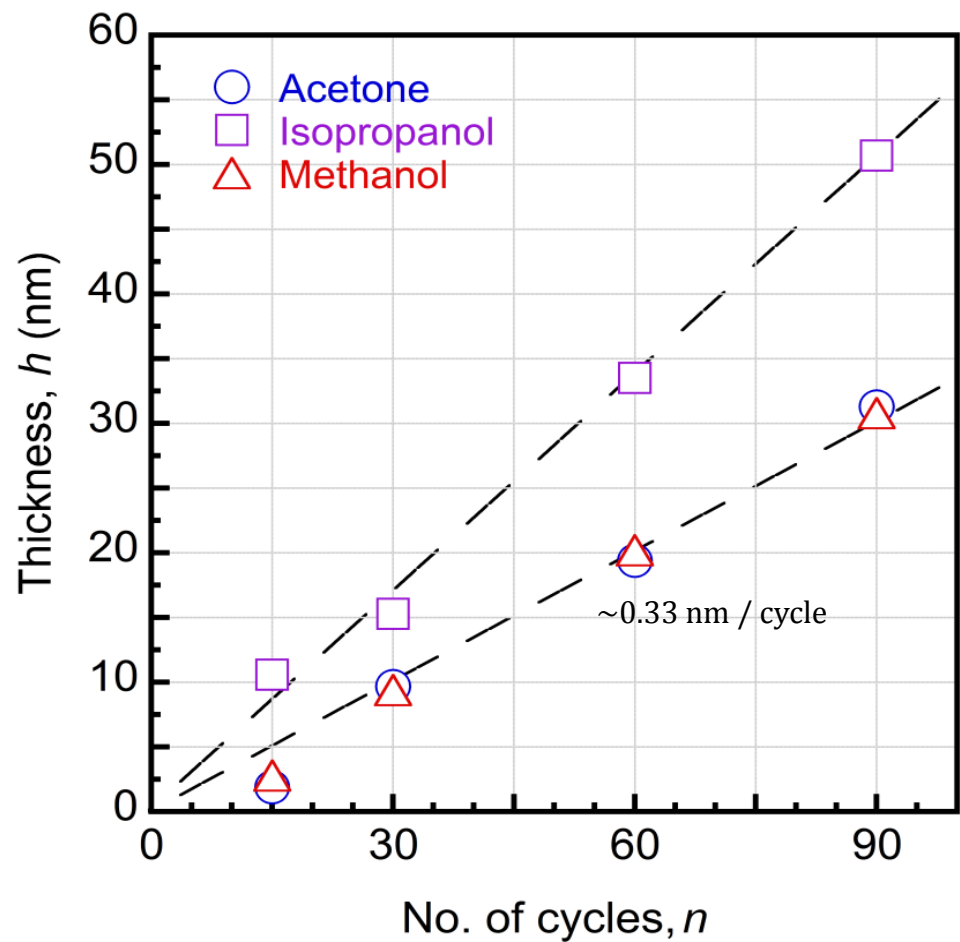 60
50
40
30
20
10
0
Thickness, h (nm)
Acetone
Isopropanol
Methanol
~0.33 nm / cycle
0 30 60 90
No. of cycles, n